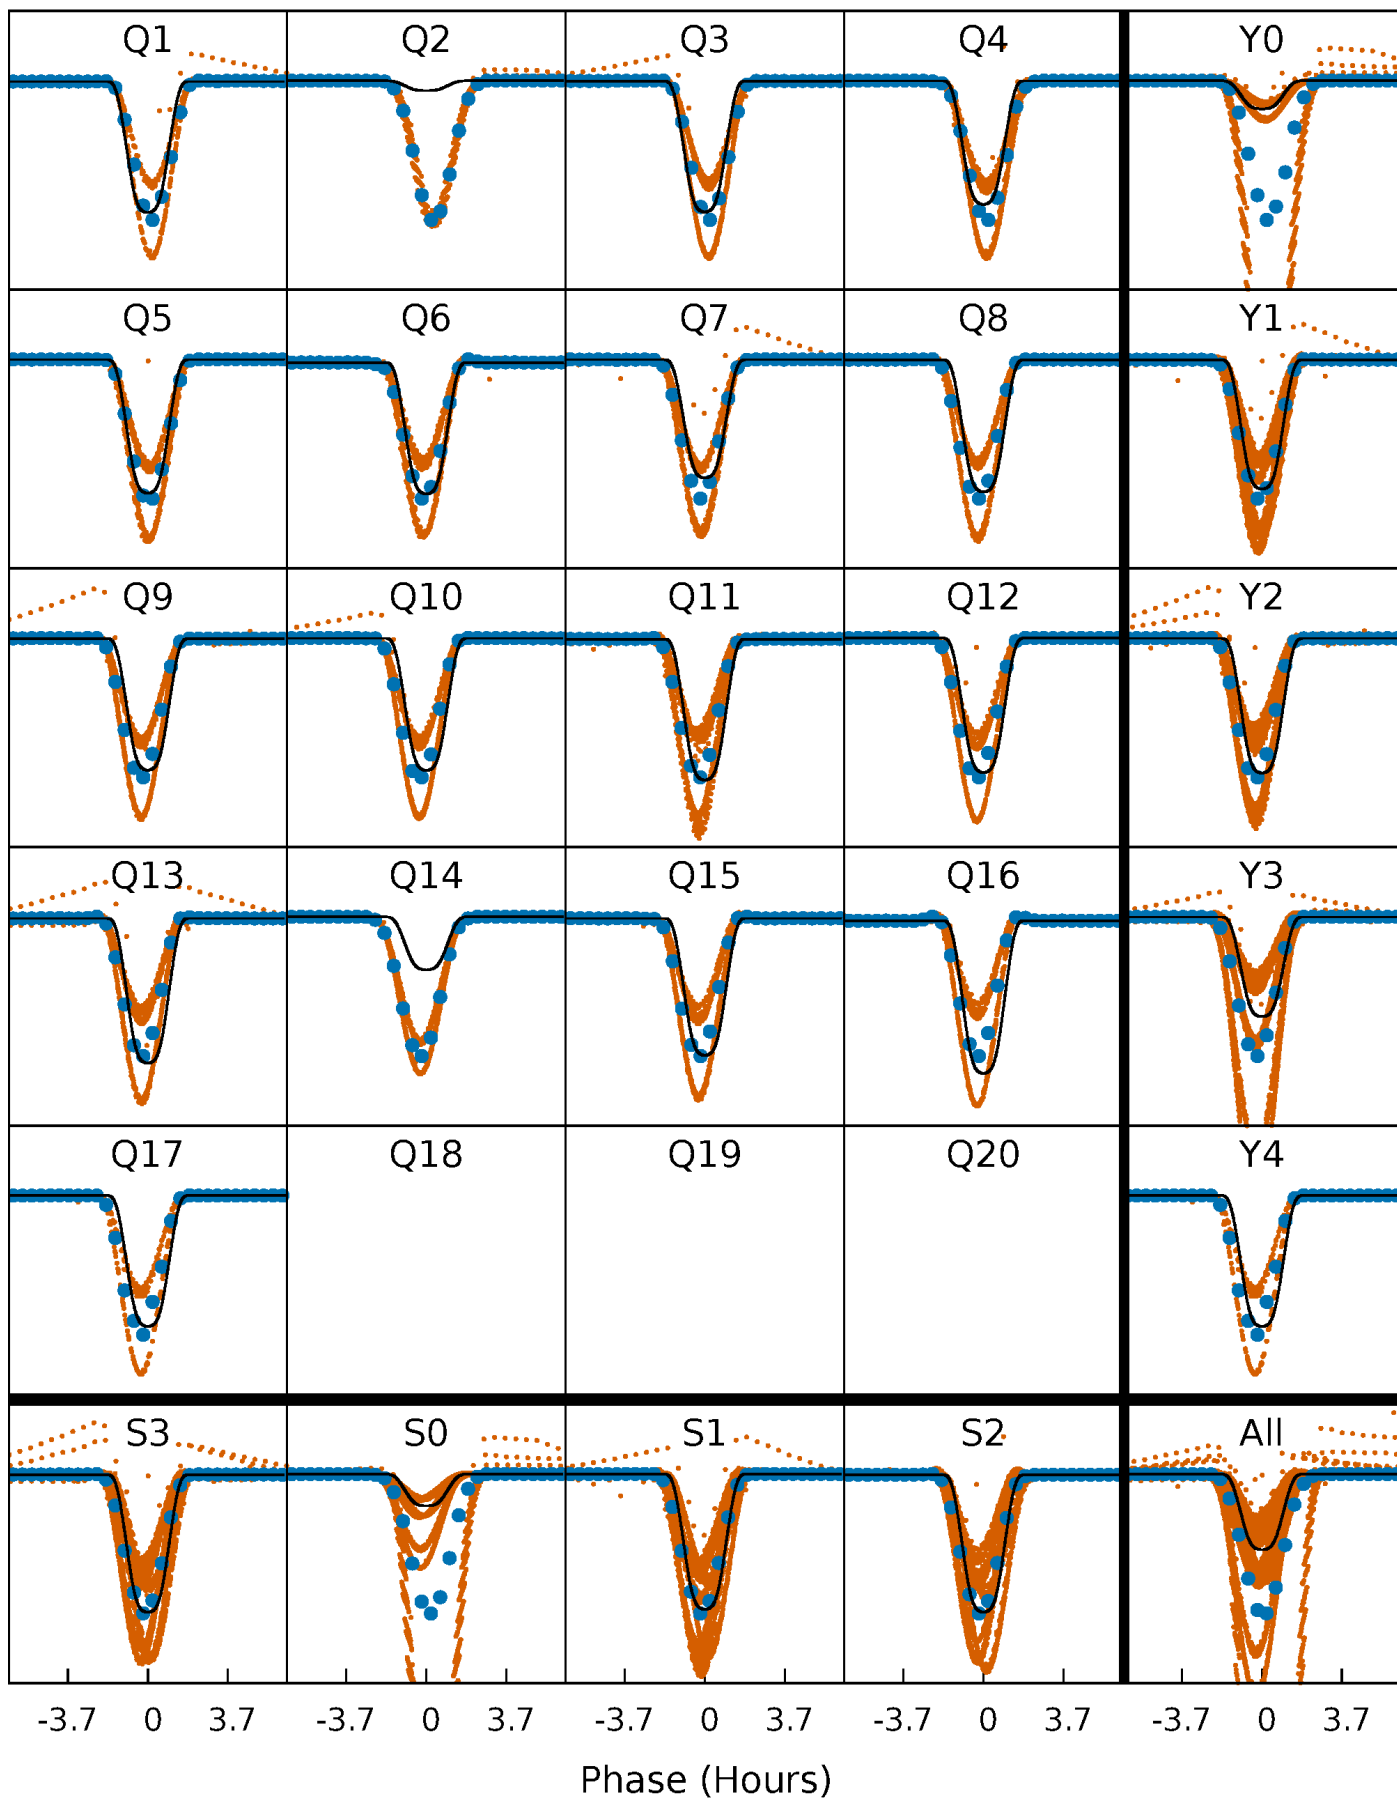 Q1 Q2 Q3 Q4 Y0
Q5 Q6 Q7 Q8 Y1
Q9 Q10 Q11 Q12 Y2
Q13 Q14 Q15 Q16 Y3
Q17 Q18 Q19 Q20 Y4
S3 S0 S1 S2 All
-3.7 0 3.7 -3.7 0 3.7 -3.7 0 3.7 -3.7 0 3.7 -3.7 0 3.7
Phase (Hours)